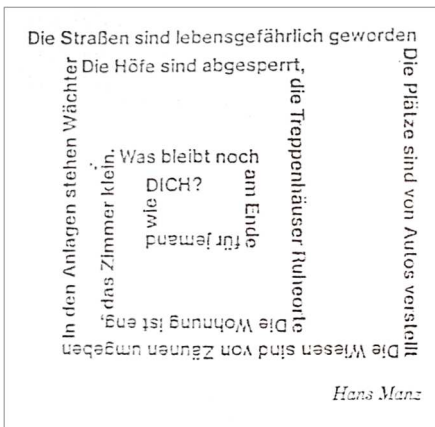 Die Straßen sind lebensgefährlich geworden
Die Plätze sind von Autos verstellt
Die Wiesen sind von Zäunen umgeben
In den Anlagen stehen Wächter
Die Höfe sind abgesperrt,
die Treppenhäuser Ruheorte
Die Wohnung ist eng,
das Zimmer klein.
Was bleibt noch
am Ende
für jemand
wie
DICH?
Hans Manz